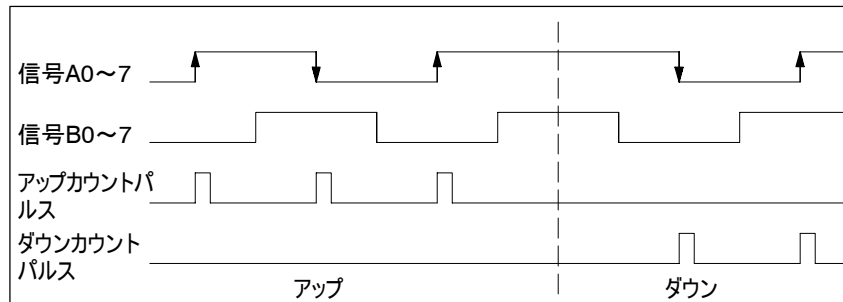 信号A0～7
信号B0～7
アップカウントパ
ルス
ダウンカウント
パルス
アップ
ダウン